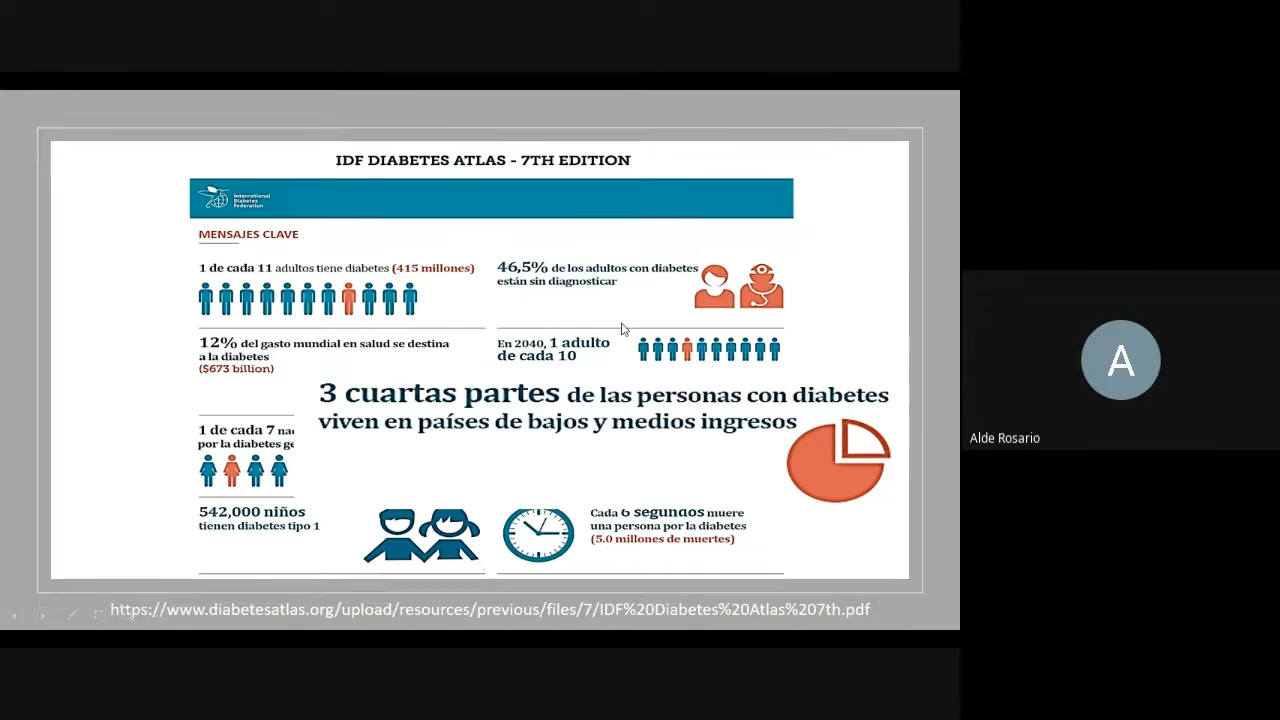 IDF DIABETES ATLAS - 7TH EDITION
International
Diabetes
Federation
MENSAJES CLAVE
1 de cada 11 adultos tiene diabetes (415 millones)
46,5% de los adultos con diabetes
están sin diagnosticar
12% del gasto mundial en salud se destina
a la diabetes
($673 billion)
En 2040, 1 adulto
de cada 10
3 cuartas partes de las personas con diabetes
viven en países de bajos y medios ingresos
1 de cada 7
por la diabetes
542,000 niños
tienen diabetes tipo 1
Cada 6 segundos muere
una persona por la diabetes
(5.0 millones de muertes)
https://www.diabetesatlas.org/upload/resources/previous/files/7/IDF%20Diabetes%20Atlas%207th.pdf
A
Alde Rosario